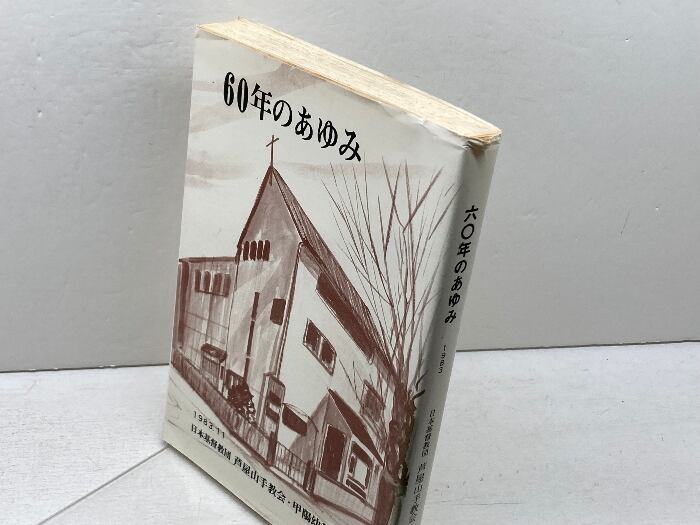 60年のあゆみ
1983·11
日本基督教団 芦屋山手教会・甲陽幼
六〇年のあゆみ
1983
日本基督教団 芦屋山手教会